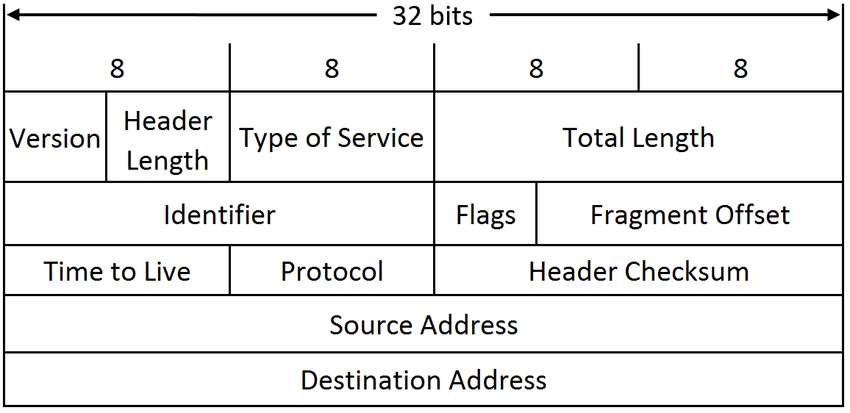 32 bits
8 8 8 8
Version Header Length Type of Service Total Length
Identifier Flags Fragment Offset
Time to Live Protocol Header Checksum
Source Address
Destination Address